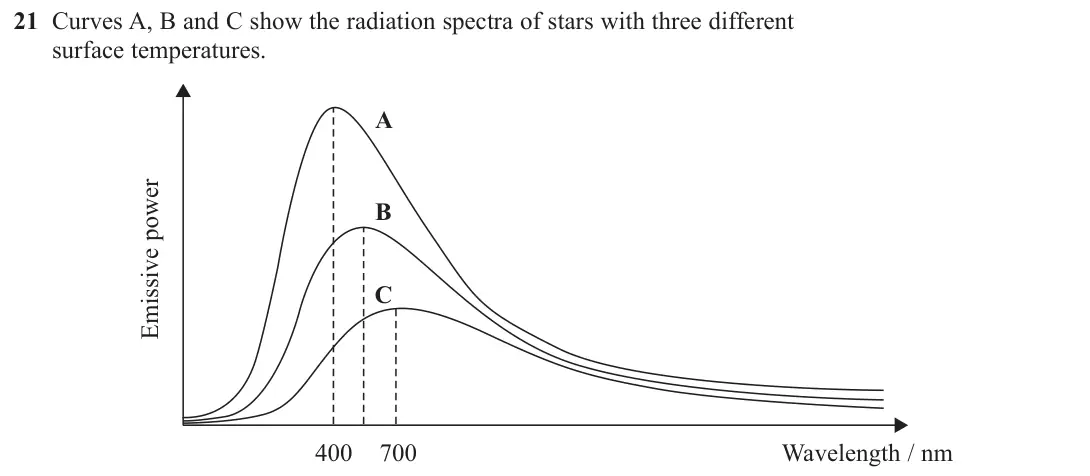 21 Curves A, B and C show the radiation spectra of stars with three different
surface temperatures.
A
B
C
Emissive power
400 700 Wavelength / nm